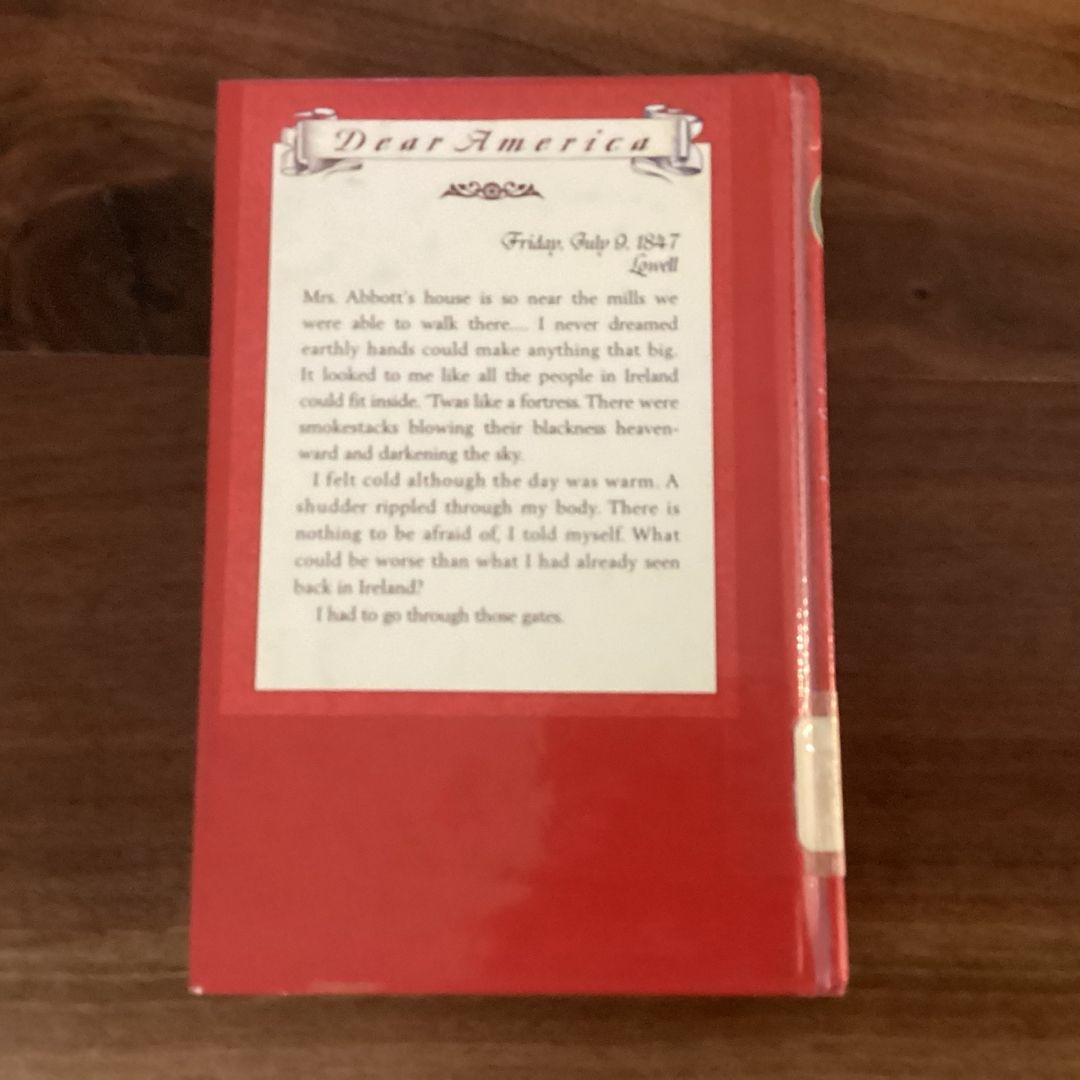 Dear America
Friday, July 9, 1847
Lowell
Mrs. Abbott's house is so near the mills we
were able to walk there.... I never dreamed
earthly hands could make anything that big.
It looked to me like all the people in Ireland
could fit inside. 'Twas like a fortress. There were
smokestacks blowing their blackness heaven-
ward and darkening the sky.
I felt cold although the day was warm. A
shudder rippled through my body. There is
nothing to be afraid of, I told myself. What
could be worse than what I had already seen
back in Ireland?
I had to go through those gates.